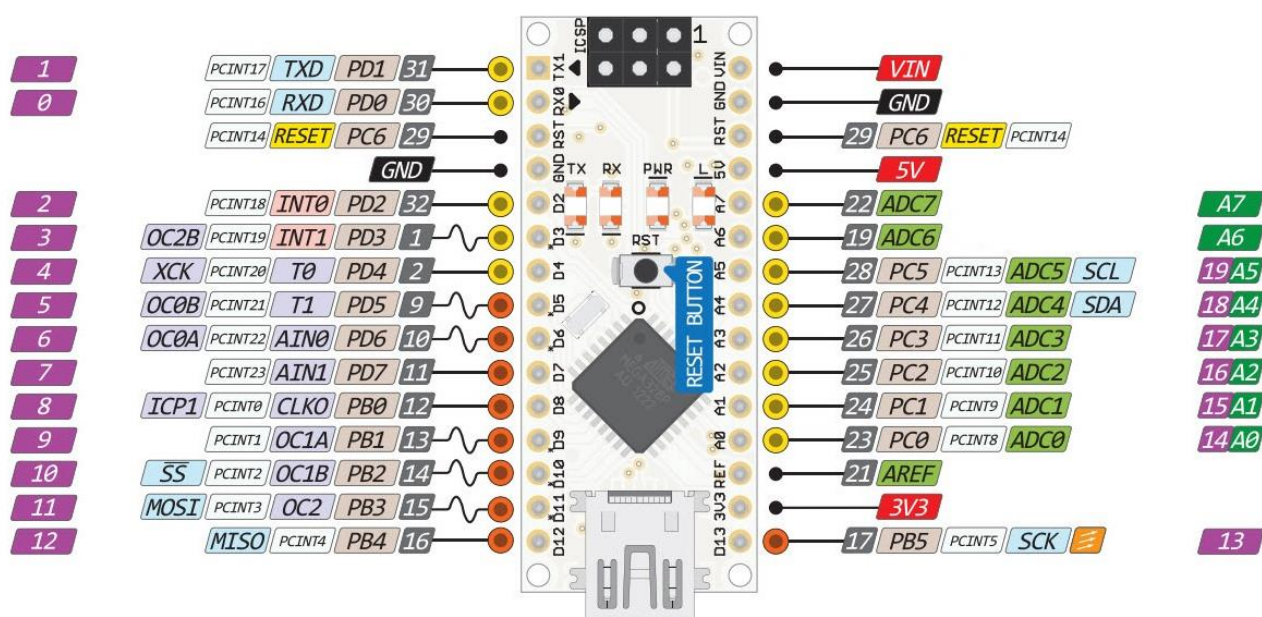 ICSP 1
1 PCINT17 TXD PD1 31 TX1 VIN VIN
0 PCINT16 RXD PD0 30 RX0 GND GND
PCINT14 RESET PC6 29 RST RST 29 PC6 RESET PCINT14
GND GND 5V 5V
TX RX PWR L
2 PCINT18 INT0 PD2 32 D2 A7 22 ADC7 A7
3 OC2B PCINT19 INT1 PD3 1 D3 A6 19 ADC6 A6
RST
4 XCK PCINT20 T0 PD4 2 D4 A5 28 PC5 PCINT13 ADC5 SCL 19 A5
5 OC0B PCINT21 T1 PD5 9 D5 A4 27 PC4 PCINT12 ADC4 SDA 18 A4
RESET BUTTON
6 OC0A PCINT22 AIN0 PD6 10 D6 A3 26 PC3 PCINT11 ADC3 17 A3
7 PCINT23 AIN1 PD7 11 D7 A2 25 PC2 PCINT10 ADC2 16 A2
MEGA328P
8 ICP1 PCINT0 CLKO PB0 12 D8 A1 24 PC1 PCINT9 ADC1 15 A1
9 PCINT1 OC1A PB1 13 D9 A0 23 PC0 PCINT8 ADC0 14 A0
10 SS PCINT2 OC1B PB2 14 D10 REF 21 AREF
11 MOSI PCINT3 OC2 PB3 15 D11 3V3 3V3
12 MISO PCINT4 PB4 16 D12 D13 17 PB5 PCINT5 SCK 13